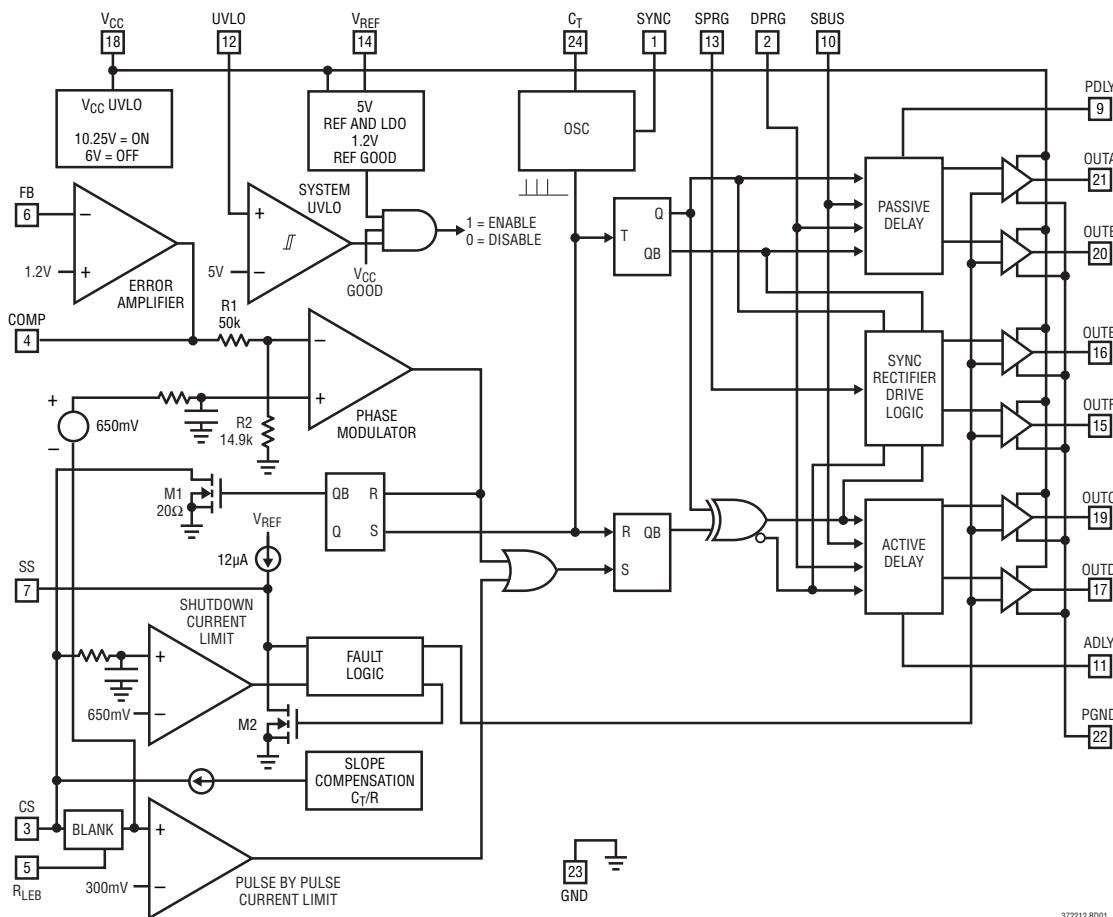 VCC
18
UVLO
12
VREF
14
CT
24
SYNC
1
SPRG
13
DPRG
2
SBUS
10
VCC UVLO
10.25V = ON
6V = OFF
5V
REF AND LDO
1.2V
REF GOOD
OSC
PDLY
9
FB
6
−
+
1.2V
ERROR
AMPLIFIER
SYSTEM
UVLO
+
−
5V
VCC
GOOD
1 = ENABLE
0 = DISABLE
T
Q
QB
PASSIVE
DELAY
OUTA
21
OUTB
20
COMP
4
R1
50k
−
+
PHASE
MODULATOR
R2
14.9k
+
650mV
−
SYNC
RECTIFIER
DRIVE
LOGIC
OUTE
16
OUTF
15
M1
20Ω
QB
R
Q
S
R
QB
S
ACTIVE
DELAY
OUTC
19
OUTD
17
VREF
12µA
SS
7
SHUTDOWN
CURRENT
LIMIT
+
650mV
−
FAULT
LOGIC
M2
ADLY
11
PGND
22
SLOPE
COMPENSATION
CT/R
CS
3
BLANK
+
5
RLEB
300mV
−
PULSE BY PULSE
CURRENT LIMIT
23
GND
372212 BD01